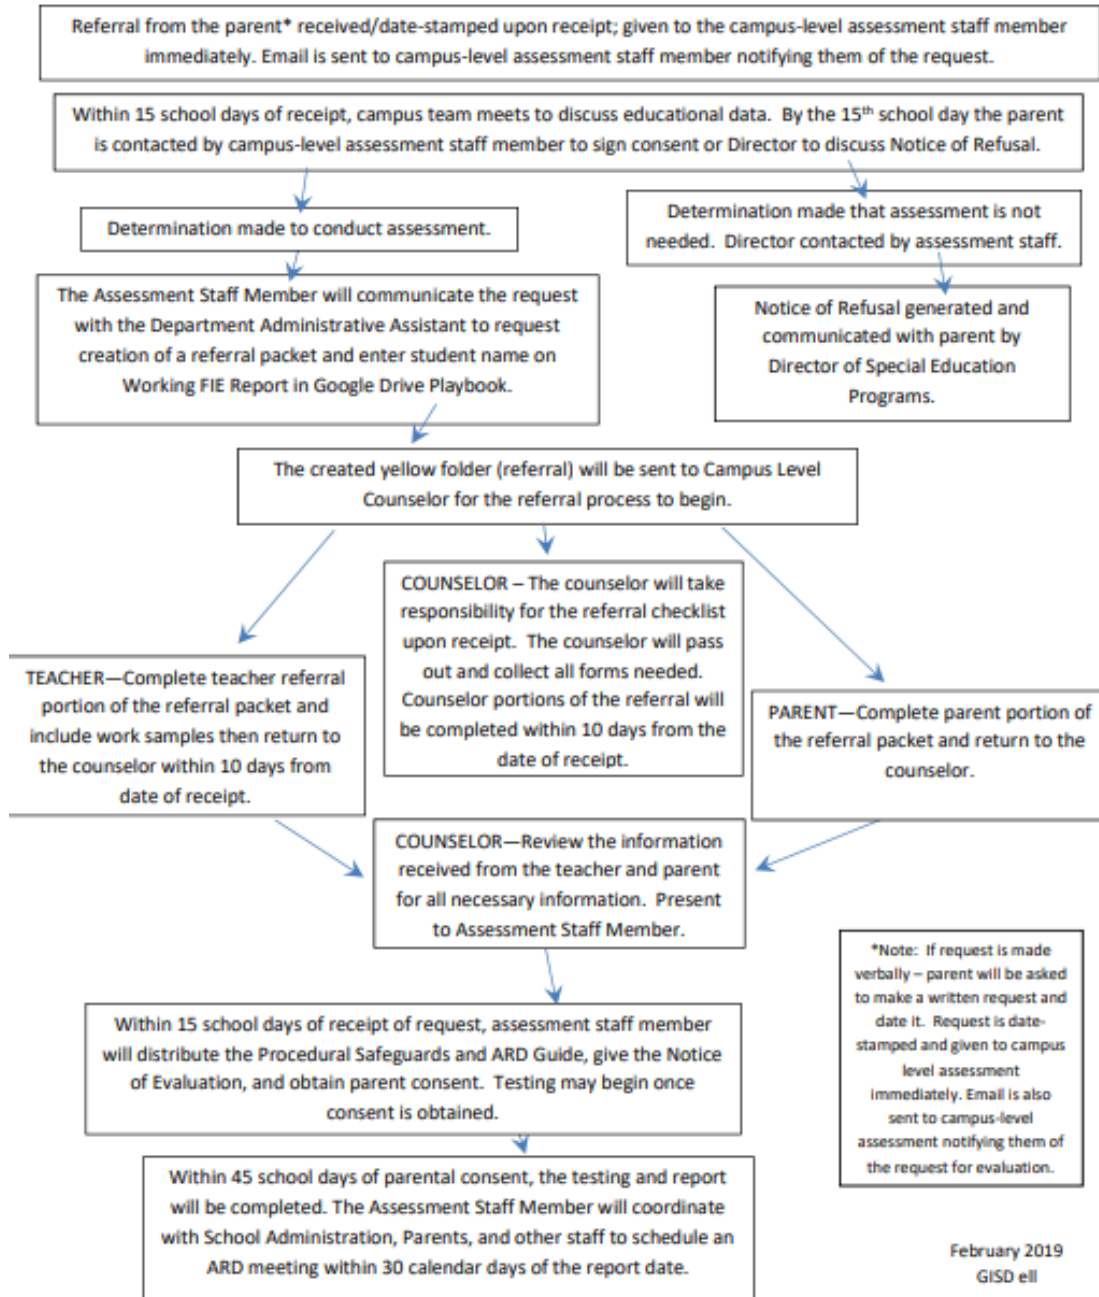 Referral from the parent* received/date-stamped upon receipt; given to the campus-level assessment staff member
immediately. Email is sent to campus-level assessment staff member notifying them of the request.
Within 15 school days of receipt, campus team meets to discuss educational data.  By the 15th school day the parent
is contacted by campus-level assessment staff member to sign consent or Director to discuss Notice of Refusal.
Determination made to conduct assessment.
Determination made that assessment is not
needed.  Director contacted by assessment staff.
The Assessment Staff Member will communicate the request
with the Department Administrative Assistant to request
creation of a referral packet and enter student name on
Working FIE Report in Google Drive Playbook.
Notice of Refusal generated and
communicated with parent by
Director of Special Education
Programs.
The created yellow folder (referral) will be sent to Campus Level
Counselor for the referral process to begin.
TEACHER—Complete teacher referral
portion of the referral packet and
include work samples then return to
the counselor within 10 days from
date of receipt.
COUNSELOR – The counselor will take
responsibility for the referral checklist
upon receipt.  The counselor will pass
out and collect all forms needed.
Counselor portions of the referral will
be completed within 10 days from the
date of receipt.
PARENT—Complete parent portion of
the referral packet and return to the
counselor.
COUNSELOR—Review the information
received from the teacher and parent
for all necessary information.  Present
to Assessment Staff Member.
*Note:  If request is made
verbally – parent will be asked
to make a written request and
date it.  Request is date-
stamped and given to campus
level assessment
immediately. Email is also
sent to campus-level
assessment notifying them of
the request for evaluation.
Within 15 school days of receipt of request, assessment staff member
will distribute the Procedural Safeguards and ARD Guide, give the Notice
of Evaluation, and obtain parent consent.  Testing may begin once
consent is obtained.
Within 45 school days of parental consent, the testing and report
will be completed. The Assessment Staff Member will coordinate
with School Administration, Parents, and other staff to schedule an
ARD meeting within 30 calendar days of the report date.
February 2019
GISD ell